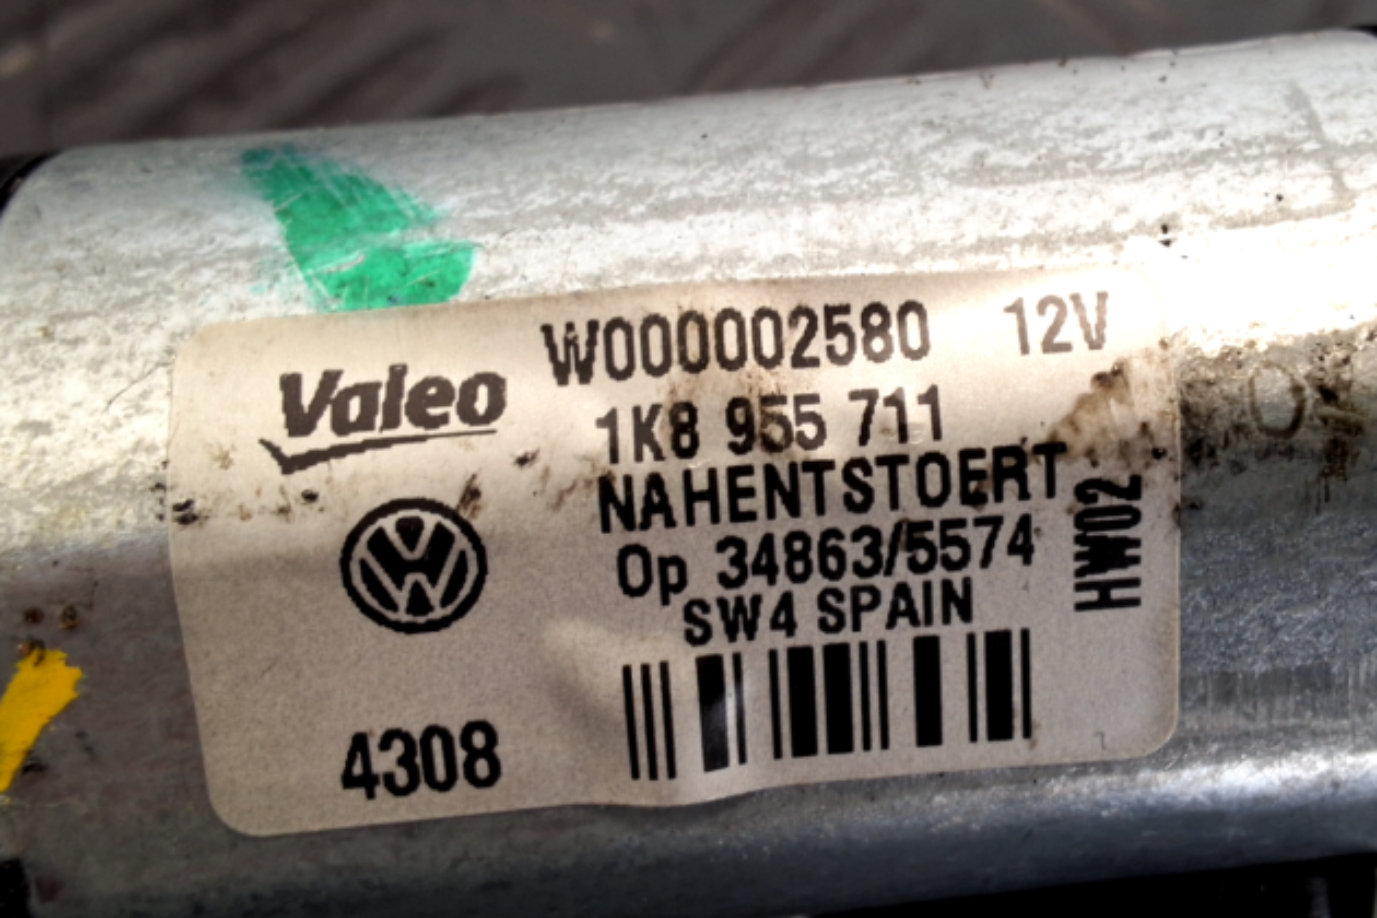 Valeo
W000002580 12V
1K8 955 711
NAHENTSTOERT
Op 34863/5574
SW4 SPAIN
HW02
4308